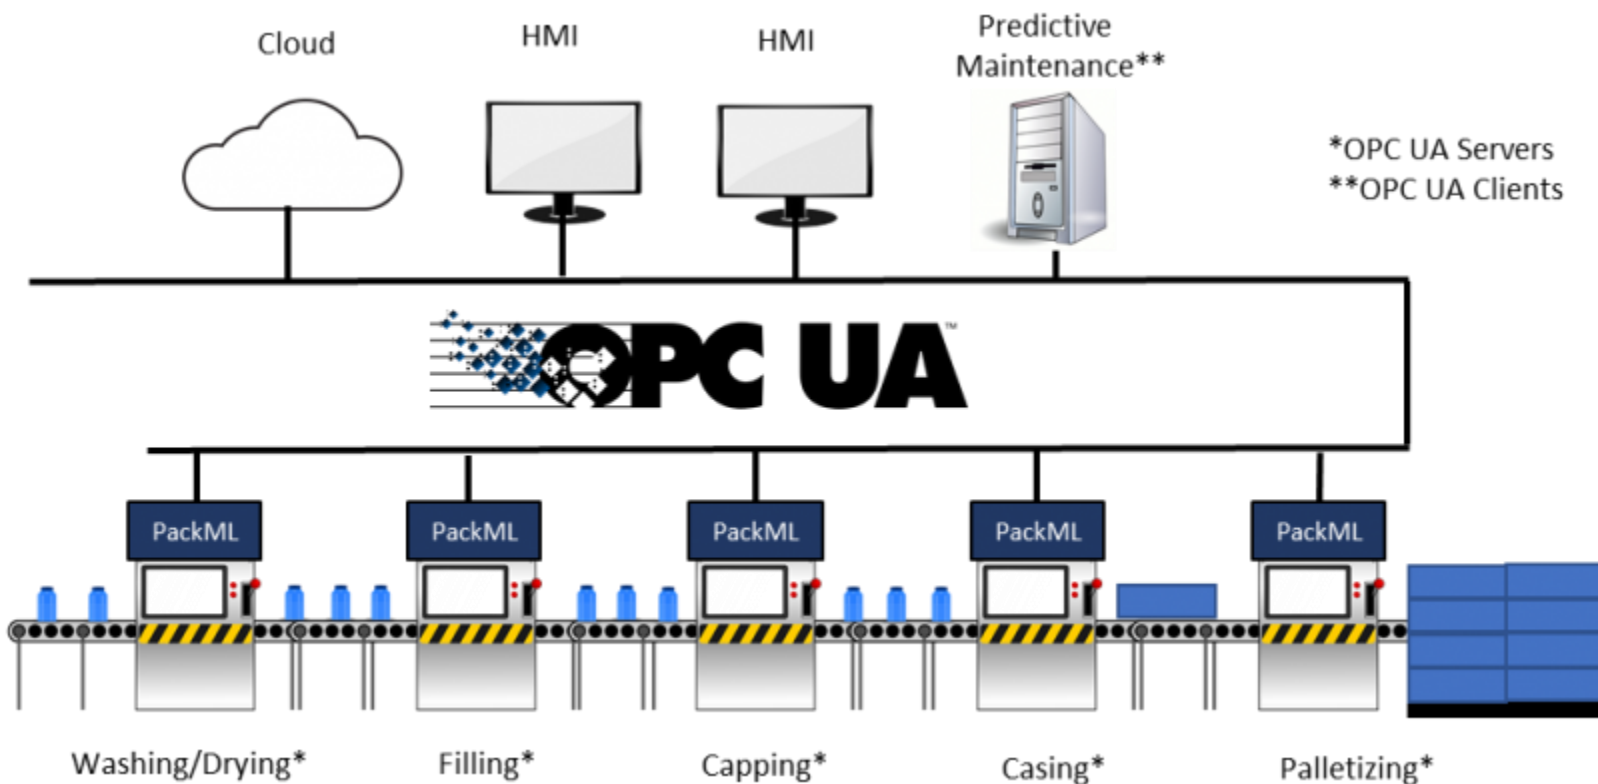 Cloud
HMI
HMI
Predictive
Maintenance**
*OPC UA Servers
**OPC UA Clients
OPC UA™
PackML
PackML
PackML
PackML
PackML
Washing/Drying*
Filling*
Capping*
Casing*
Palletizing*